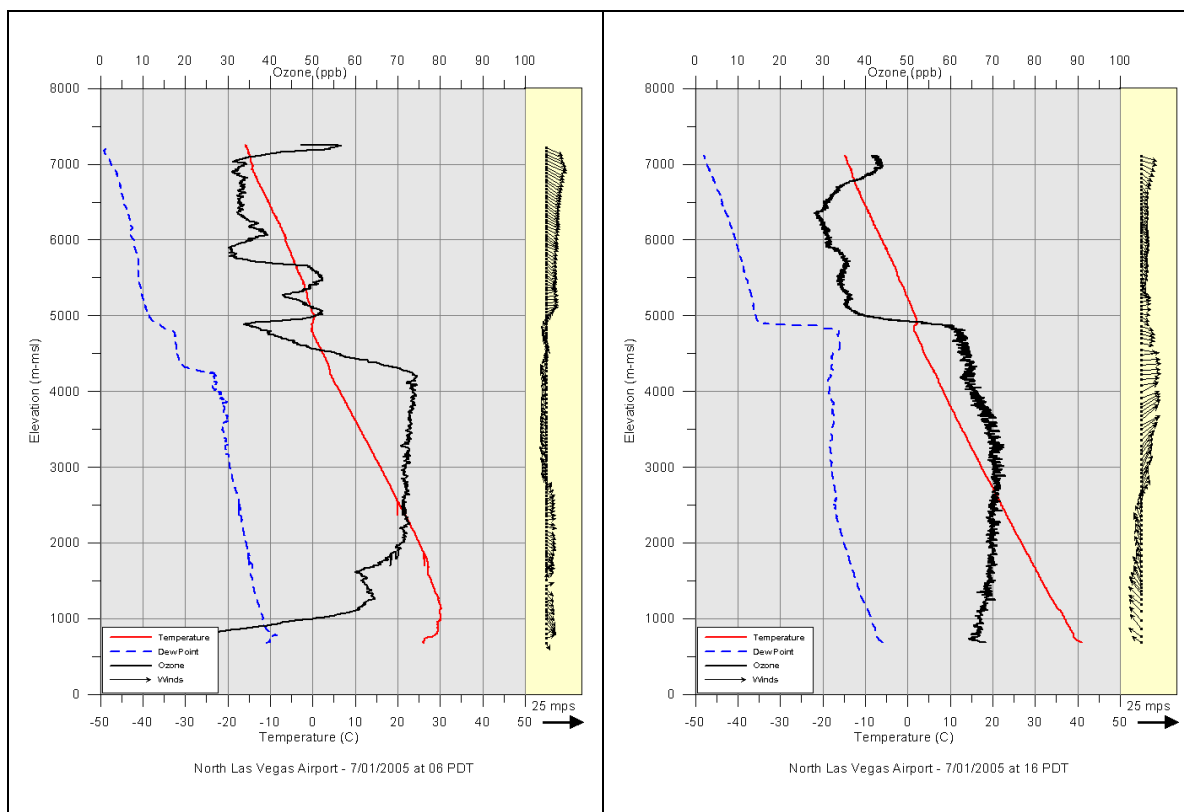 0 10 20 30 40 50 60 70 80 90 100
Ozone (ppb)
8000
7000
6000
5000
4000
3000
2000
1000
0
Elevation (m-msl)
Temperature
Dew Point
Ozone
Winds
-50 -40 -30 -20 -10 0 10 20 30 40 50
Temperature (C)
25 mps
North Las Vegas Airport - 7/01/2005 at 06 PDT
0 10 20 30 40 50 60 70 80 90 100
Ozone (ppb)
8000
7000
6000
5000
4000
3000
2000
1000
0
Elevation (m-msl)
Temperature
Dew Point
Ozone
Winds
-50 -40 -30 -20 -10 0 10 20 30 40 50
Temperature (C)
25 mps
North Las Vegas Airport - 7/01/2005 at 16 PDT